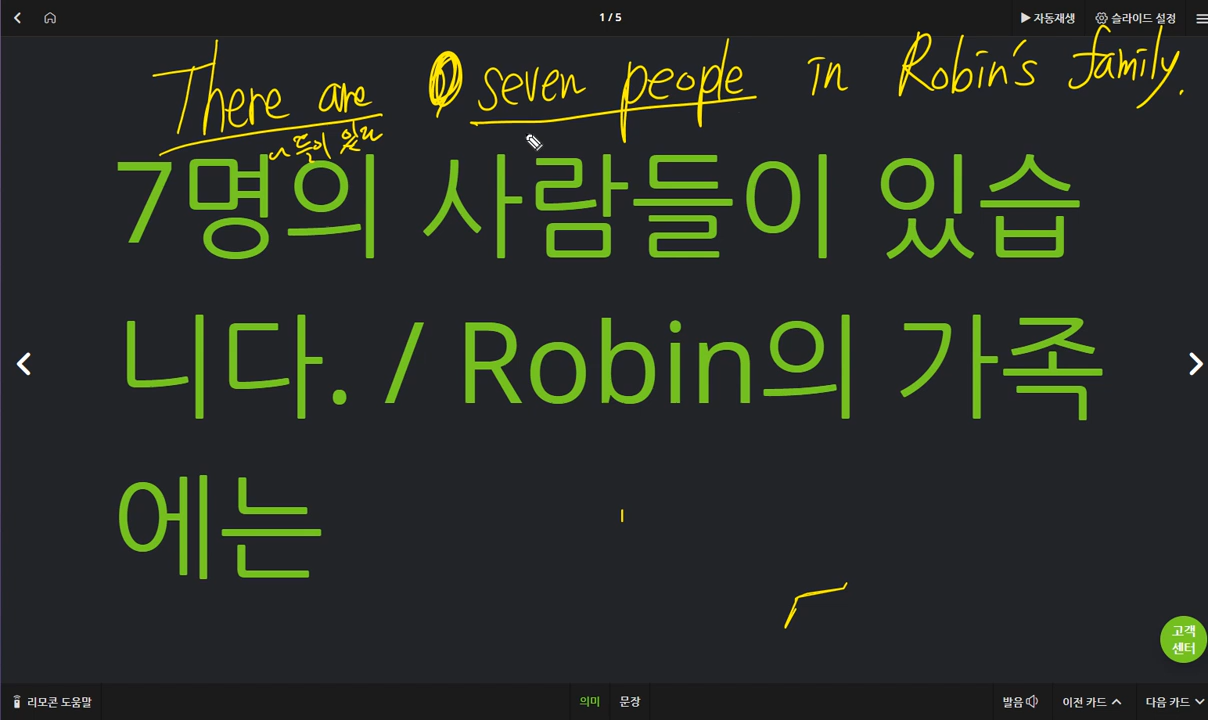 1 / 5
▶ 자동재생
슬라이드 설정
There are seven people in Robin's family.
~들이 있다
7명의 사람들이 있습
니다. / Robin의 가족
에는
고객
센터
리모콘 도움말
의미
문장
발음
이전 카드
다음 카드